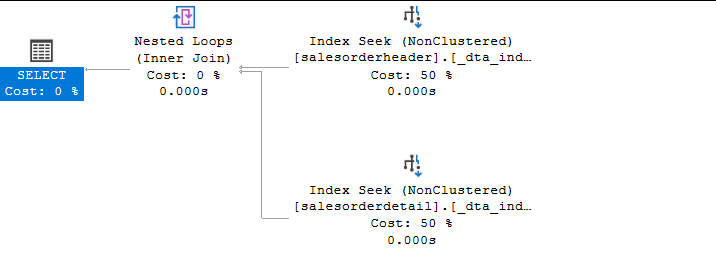 SELECT
Cost: 0 %
Nested Loops
(Inner Join)
Cost: 0 %
0.000s
Index Seek (NonClustered)
[salesorderheader].[_dta_ind…
Cost: 50 %
0.000s
Index Seek (NonClustered)
[salesorderdetail].[_dta_ind…
Cost: 50 %
0.000s